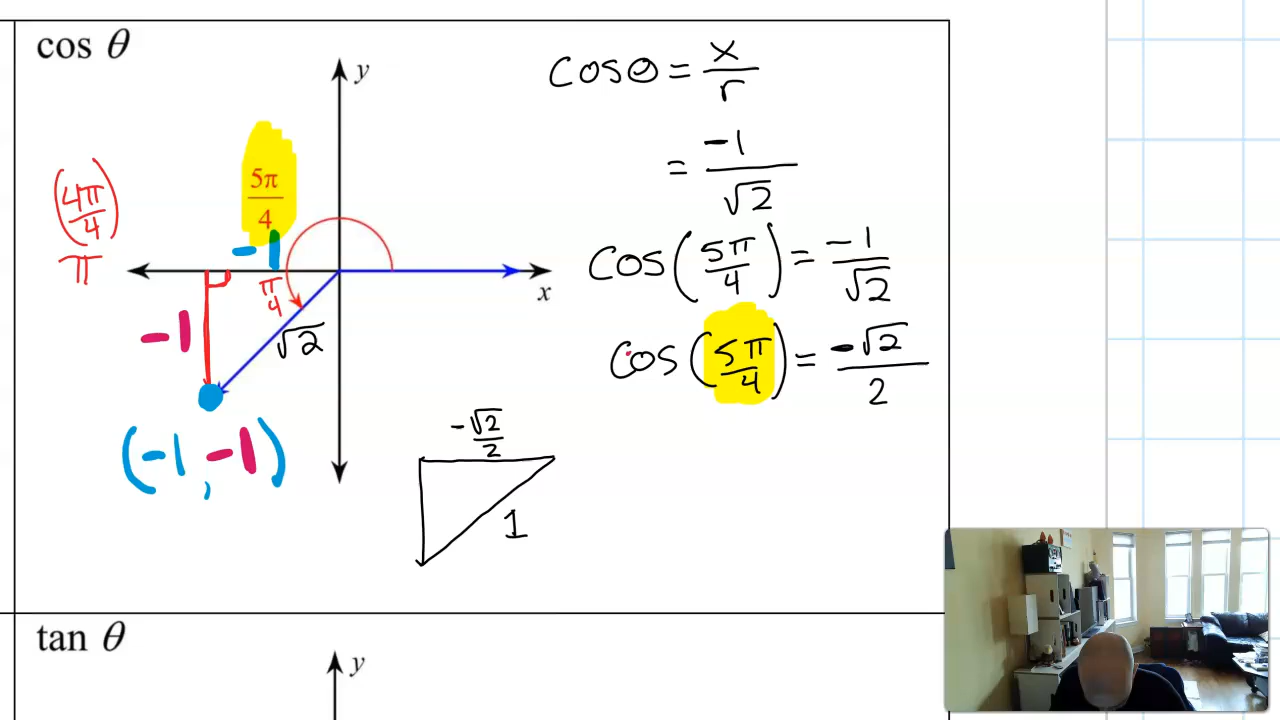 cos θ
y
x
5π/4
(4π/4)
π
-1
π/4
-1
√2
(-1, -1)
cosθ = x/r
= -1/√2
cos(5π/4) = -1/√2
cos(5π/4) = -√2/2
-√2/2
1
tan θ
y